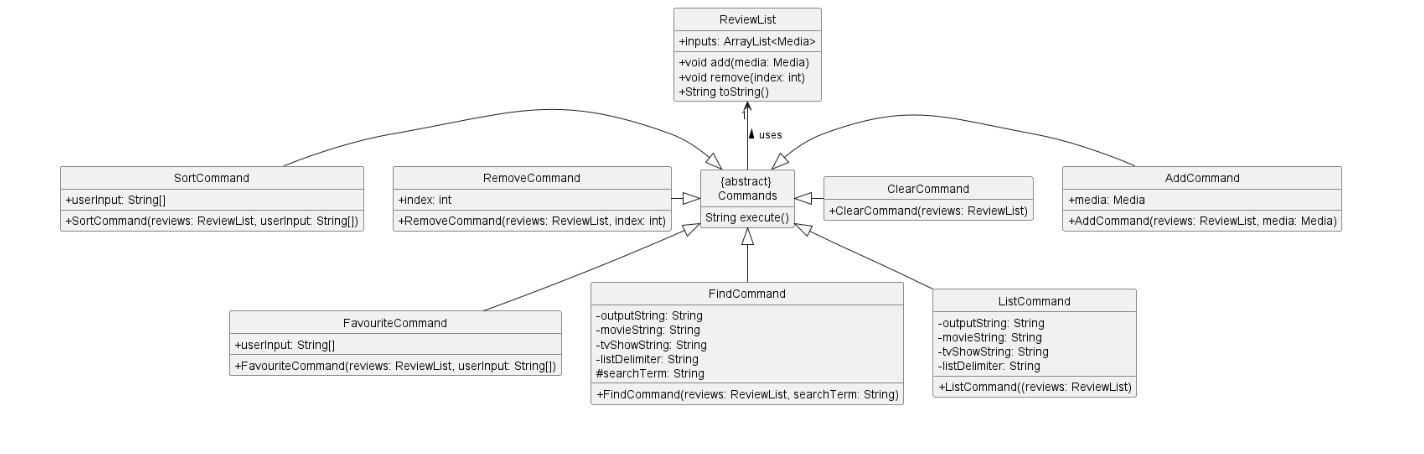 ReviewList
+inputs: ArrayList<Media>
+void add(media: Media)
+void remove(index: int)
+String toString()
1
uses
SortCommand
+userInput: String[]
+SortCommand(reviews: ReviewList, userInput: String[])
RemoveCommand
+index: int
+RemoveCommand(reviews: ReviewList, index: int)
{abstract}
Commands
String execute()
ClearCommand
+ClearCommand(reviews: ReviewList)
AddCommand
+media: Media
+AddCommand(reviews: ReviewList, media: Media)
FavouriteCommand
+userInput: String[]
+FavouriteCommand(reviews: ReviewList, userInput: String[])
FindCommand
-outputString: String
-movieString: String
-tvShowString: String
-listDelimiter: String
#searchTerm: String
+FindCommand(reviews: ReviewList, searchTerm: String)
ListCommand
-outputString: String
-movieString: String
-tvShowString: String
-listDelimiter: String
+ListCommand((reviews: ReviewList)